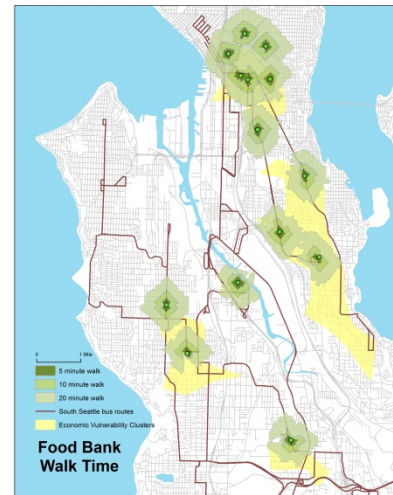 0 1 Mile
5 minute walk
10 minute walk
20 minute walk
South Seattle bus routes
Economic Vulnerability Clusters
Food Bank
Walk Time